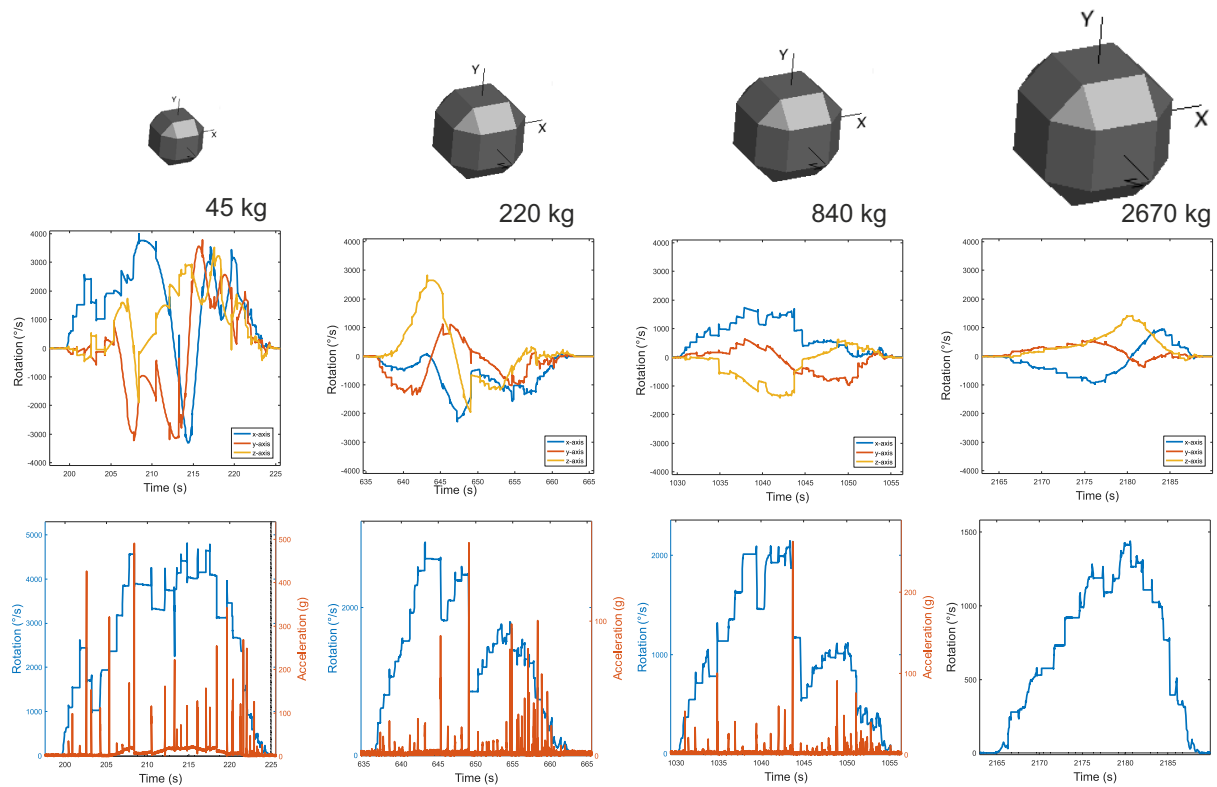 Y
X
Y
X
Y
X
Y
X
45 kg
220 kg
840 kg
2670 kg
Rotation (°/s)
4000
3000
2000
1000
0
-1000
-2000
-3000
-4000
x-axis
y-axis
z-axis
200 205 210 215 220 225
Time (s)
Rotation (°/s)
4000
3000
2000
1000
0
-1000
-2000
-3000
-4000
x-axis
y-axis
z-axis
635 640 645 650 655 660 665
Time (s)
Rotation (°/s)
4000
3000
2000
1000
0
-1000
-2000
-3000
-4000
x-axis
y-axis
z-axis
1030 1035 1040 1045 1050 1055
Time (s)
Rotation (°/s)
4000
3000
2000
1000
0
-1000
-2000
-3000
-4000
x-axis
y-axis
z-axis
2165 2170 2175 2180 2185
Time (s)
Rotation (°/s)
5000
4000
3000
2000
1000
0
500
400
300
200
100
0
Acceleration (g)
200 205 210 215 220 225
Time (s)
Rotation (°/s)
2000
0
100
0
Acceleration (g)
635 640 645 650 655 660 665
Time (s)
Rotation (°/s)
2000
1000
0
200
100
0
Acceleration (g)
1030 1035 1040 1045 1050 1055
Time (s)
Rotation (°/s)
1500
1000
500
0
2165 2170 2175 2180 2185
Time (s)